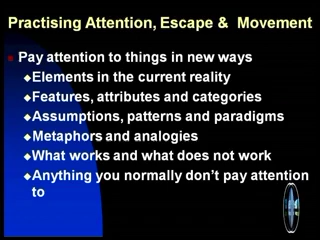 Practising Attention, Escape & Movement
Pay attention to things in new ways
Elements in the current reality
Features, attributes and categories
Assumptions, patterns and paradigms
Metaphors and analogies
What works and what does not work
Anything you normally don't pay attention
to